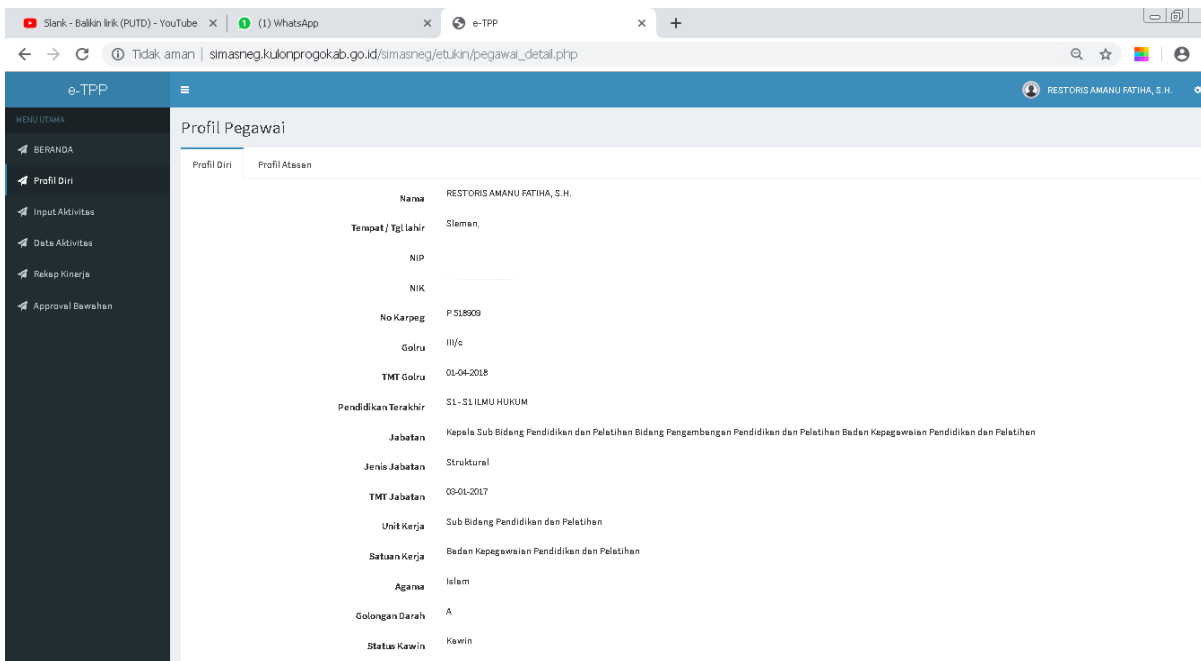 Slank - Balikin lirik (PUTD) - YouTube
(1) WhatsApp
e-TPP
Tidak aman | simasneg.kulonprogokab.go.id/simasneg/etukin/pegawai_detail.php
e-TPP
RESTORIS AMANU FATIHA, S.H.
MENU UTAMA
BERANDA
Profil Diri
Input Aktivitas
Data Aktivitas
Rekap Kinerja
Approval Bawahan
Profil Pegawai
Profil Diri Profil Atasan
Nama RESTORIS AMANU FATIHA, S.H.
Tempat / Tgl lahir Sleman,
NIP
NIK
No Karpeg P 518909
Golru III/c
TMT Golru 01-04-2018
Pendidikan Terakhir S1 - S1 ILMU HUKUM
Jabatan Kepala Sub Bidang Pendidikan dan Pelatihan Bidang Pengambangan Pendidikan dan Pelatihan Badan Kepegawaian Pendidikan dan Pelatihan
Jenis Jabatan Struktural
TMT Jabatan 03-01-2017
Unit Kerja Sub Bidang Pendidikan dan Pelatihan
Satuan Kerja Badan Kepegawaian Pendidikan dan Pelatihan
Agama Islam
Golongan Darah A
Status Kawin Kawin